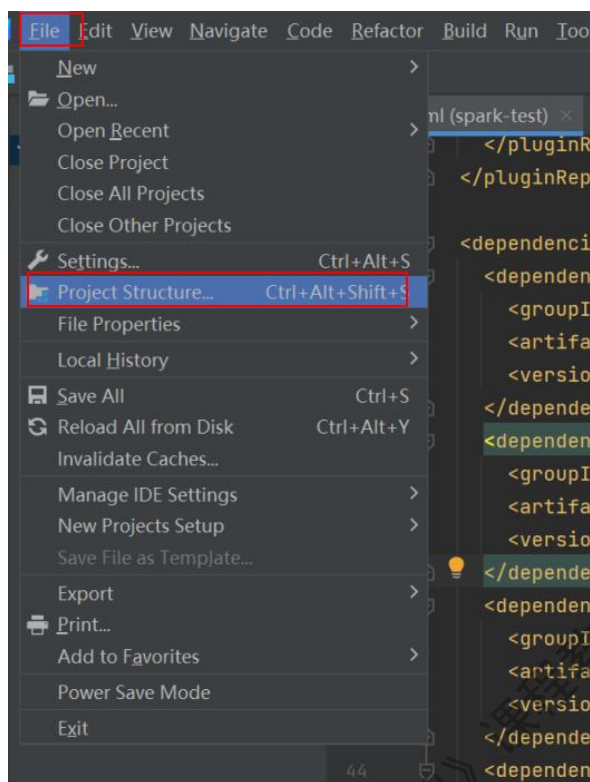 File Edit View Navigate Code Refactor Build Run Too
New
Open...
Open Recent
Close Project
Close All Projects
Close Other Projects
Settings... Ctrl+Alt+S
Project Structure... Ctrl+Alt+Shift+S
File Properties
Local History
Save All Ctrl+S
Reload All from Disk Ctrl+Alt+Y
Invalidate Caches...
Manage IDE Settings
New Projects Setup
Save File as Template...
Export
Print...
Add to Favorites
Power Save Mode
Exit
ml (spark-test)
</pluginR
</pluginRep
<dependenci
<dependen
<groupI
<artifa
<versio
</depende
<dependen
<groupI
<artifa
<versio
</depende
<dependen
<groupI
<artifa
<versio
</depende
44 <dependen
》课程